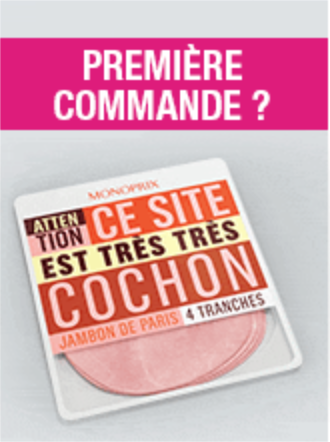 PREMIÈRE
COMMANDE ?
MONOPRIX
ATTEN
TION
CE SITE
EST TRÈS TRÈS
COCHON
JAMBON DE PARIS 4 TRANCHES